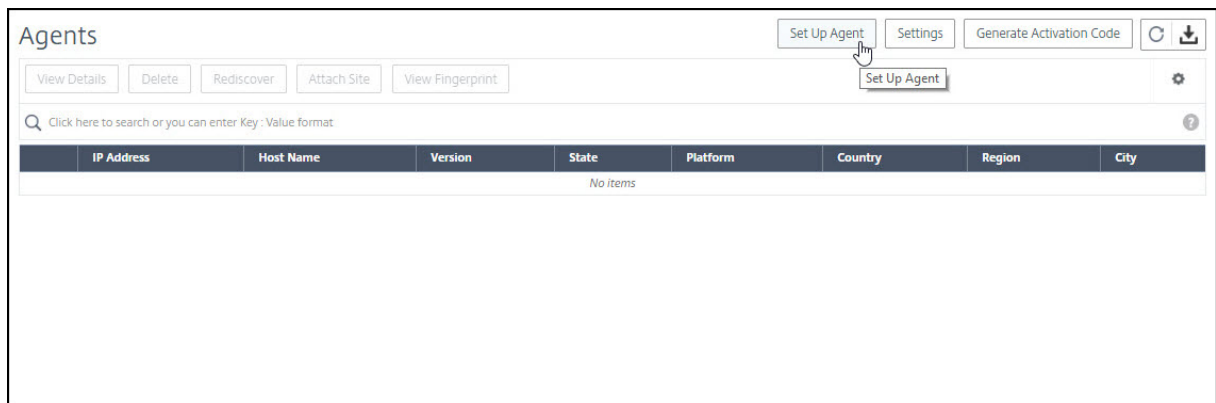 Agents
Set Up Agent Settings Generate Activation Code
View Details Delete Rediscover Attach Site View Fingerprint
Set Up Agent
Click here to search or you can enter Key : Value format
?
IP Address Host Name Version State Platform Country Region City
No items